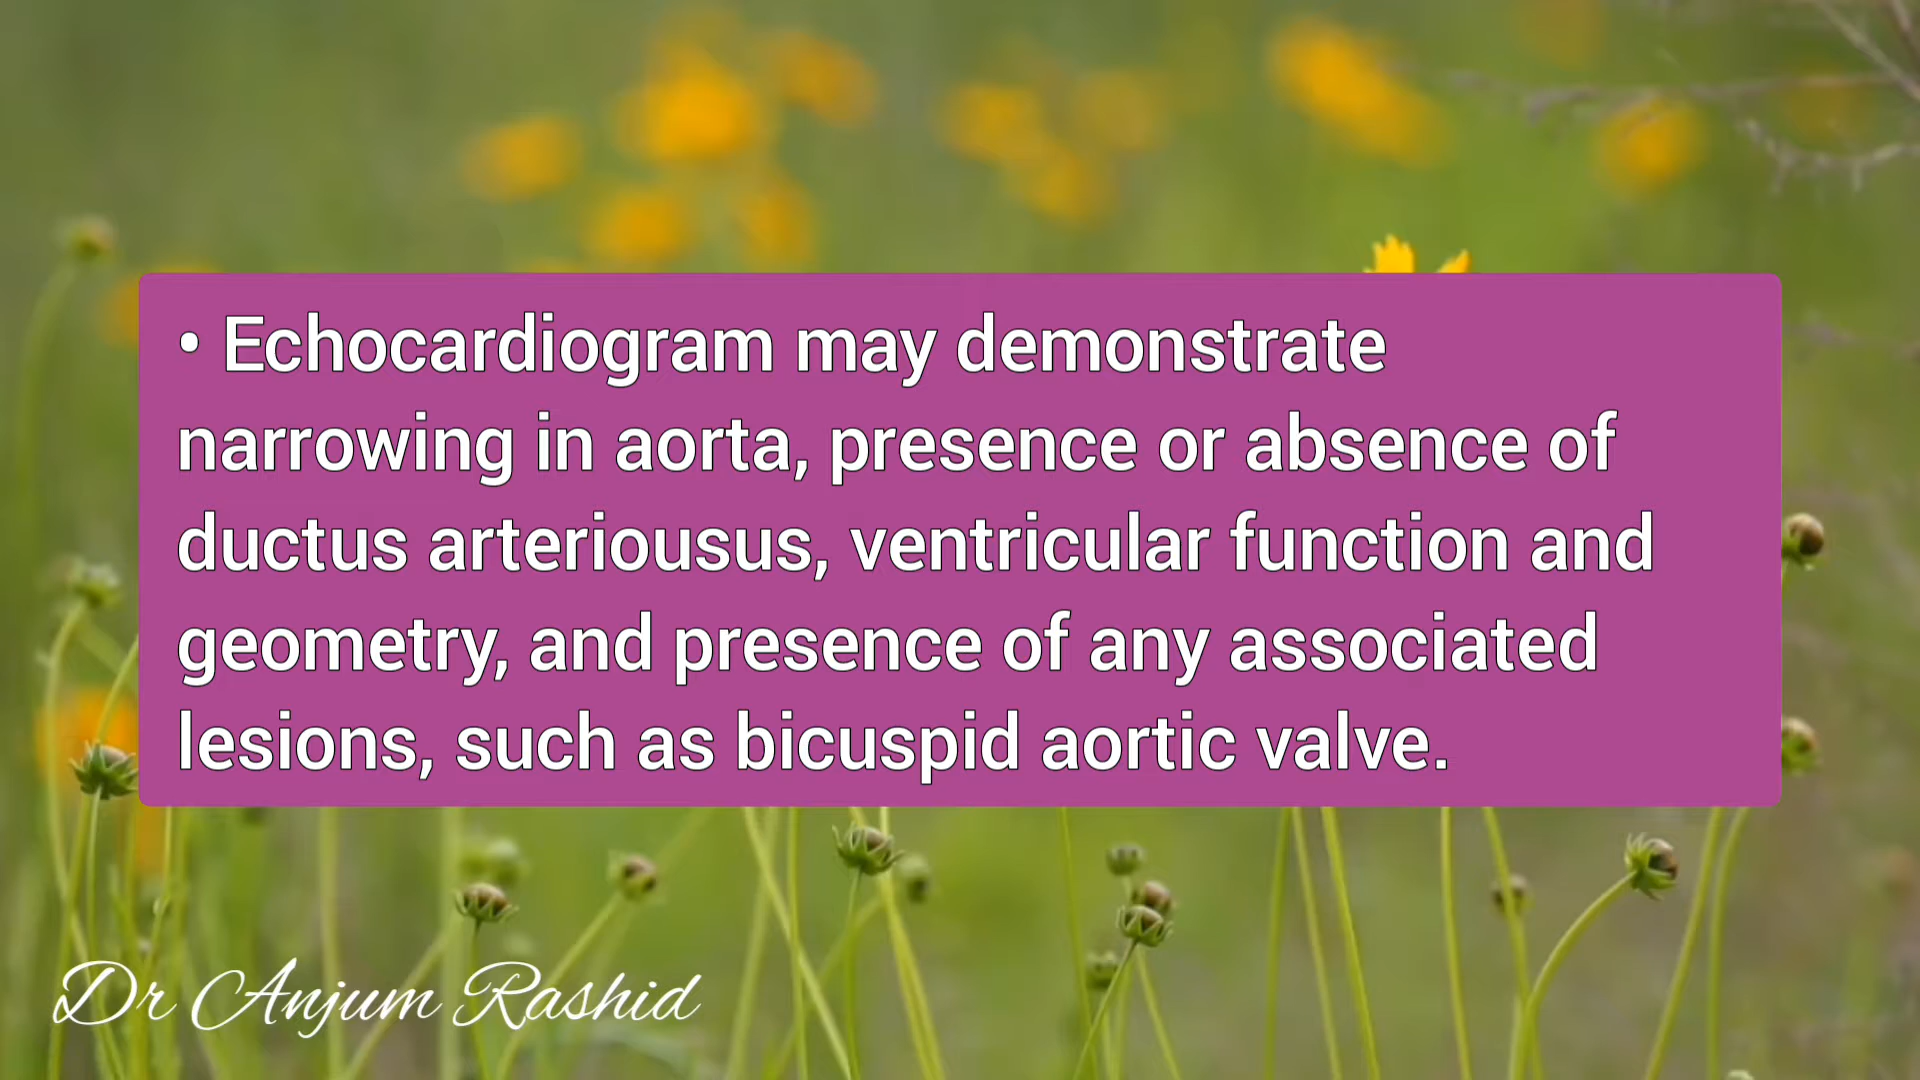 • Echocardiogram may demonstrate
narrowing in aorta, presence or absence of
ductus arteriousus, ventricular function and
geometry, and presence of any associated
lesions, such as bicuspid aortic valve.
Dr Anjum Rashid